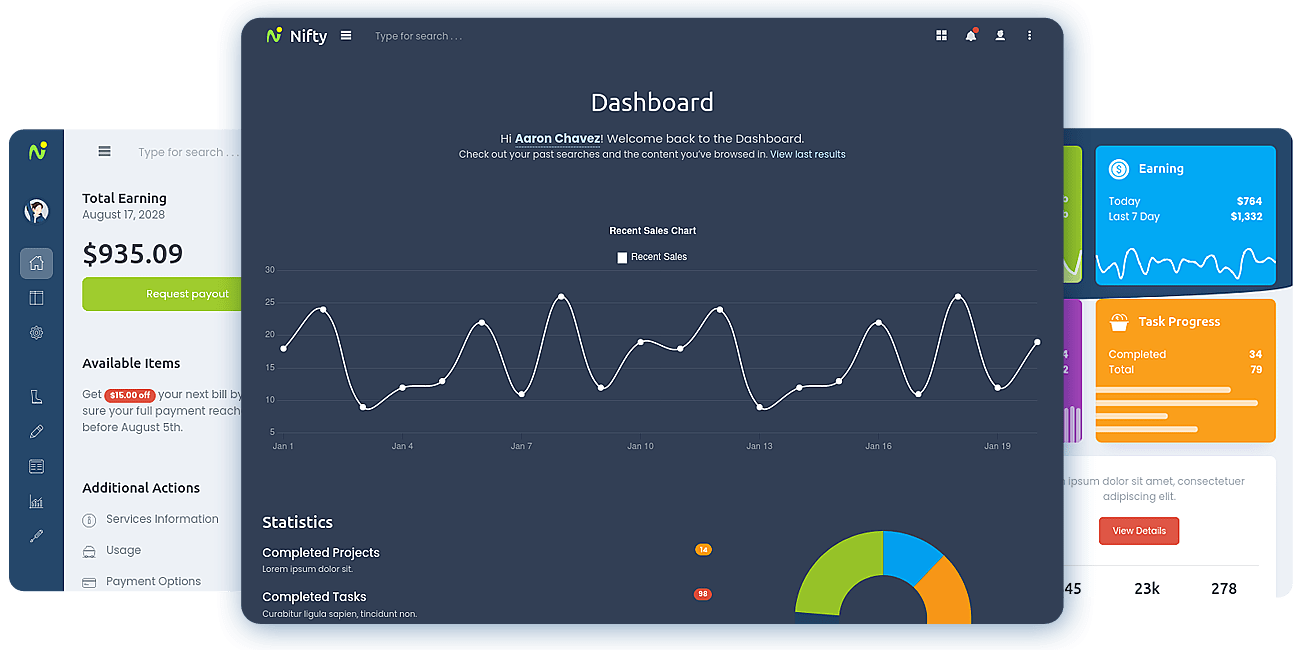 Type for search . . .
Total Earning
August 17, 2028
$935.09
Request payout
Available Items
Get $15.00 off your next bill by
sure your full payment
before August 5th.
Additional Actions
Services Information
Usage
Payment Options
Nifty
Type for search . . .
Dashboard
Hi Aaron Chavez! Welcome back to the Dashboard.
Check out your past searches and the content you've browsed in. View last results
Recent Sales Chart
Recent Sales
30
25
20
15
10
5
Jan 1 Jan 4 Jan 7 Jan 10 Jan 13 Jan 16 Jan 19
Statistics
Completed Projects 14
Lorem ipsum dolor sit.
Completed Tasks 98
Curabitur ligula sapien, tincidunt non.
Earning
Today $764
Last 7 Day $1,332
4
2
Task Progress
Completed 34
Total 79
ipsum dolor sit amet, consectetuer
adipiscing elit.
View Details
45 23k 278